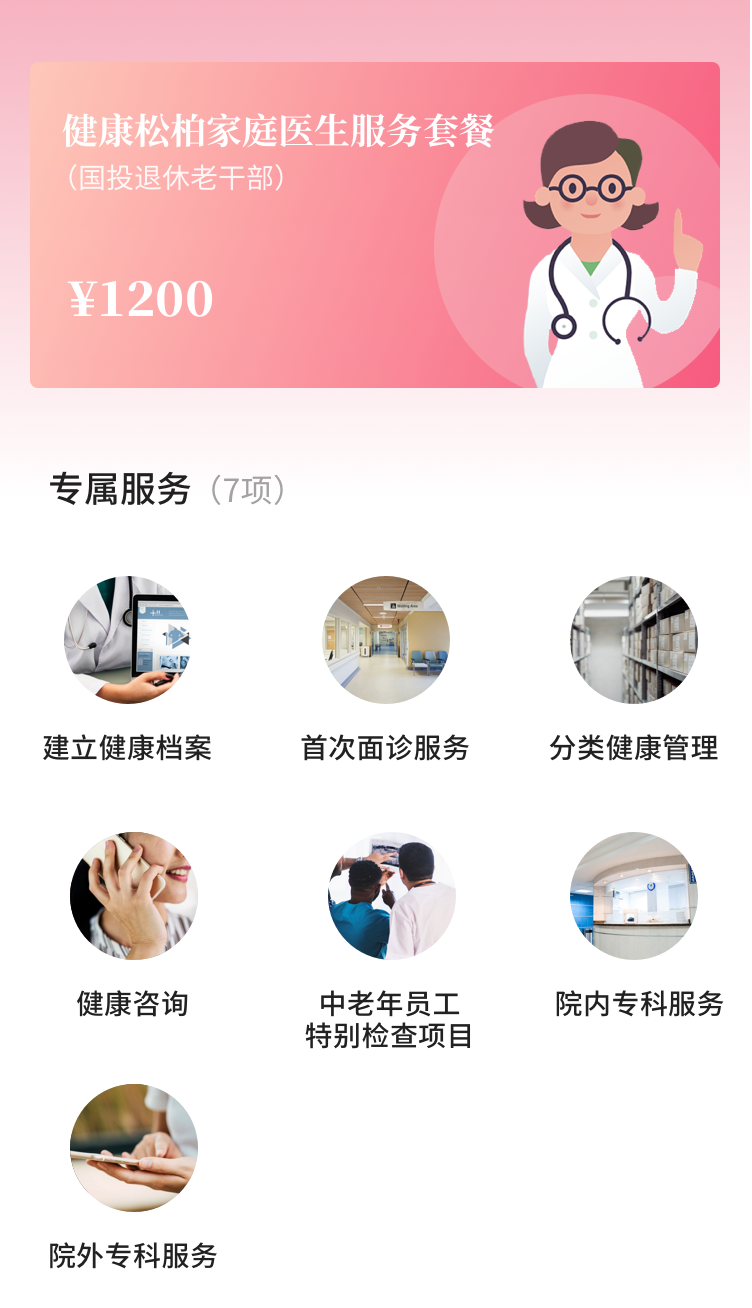 健康松柏家庭医生服务套餐
（国投退休老干部）
¥1200
专属服务（7项）
建立健康档案
首次面诊服务
分类健康管理
健康咨询
中老年员工
特别检查项目
院内专科服务
院外专科服务